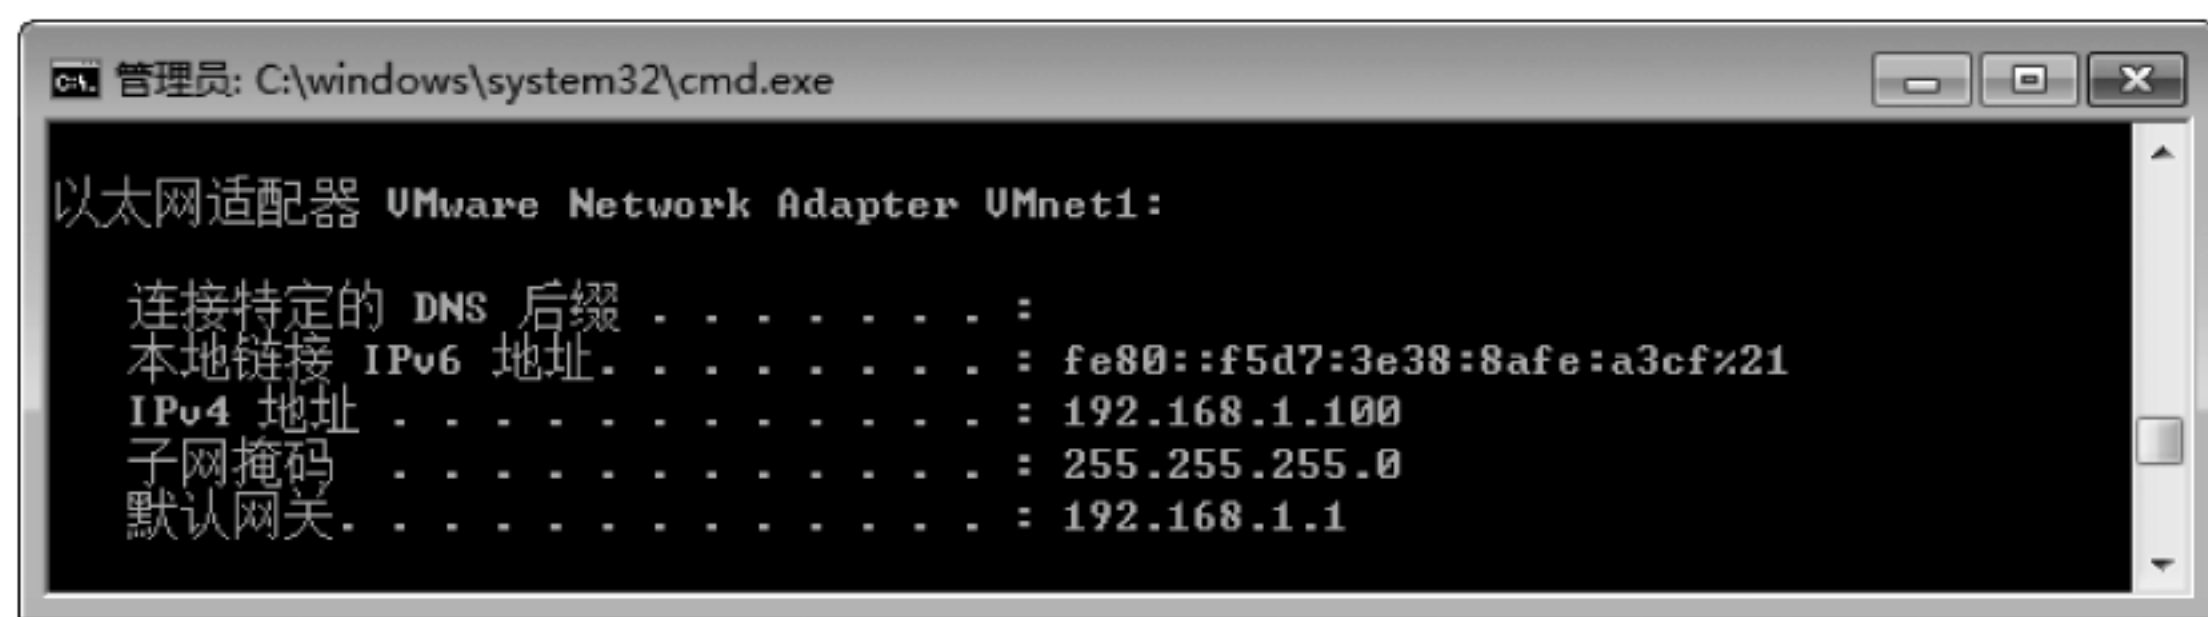 管理员: C:\windows\system32\cmd.exe
以太网适配器 VMware Network Adapter VMnet1:
连接特定的 DNS 后缀 . . . . . . . :
本地链接 IPv6 地址. . . . . . . . : fe80::f5d7:3e38:8afe:a3cf%21
IPv4 地址 . . . . . . . . . . . . : 192.168.1.100
子网掩码  . . . . . . . . . . . . : 255.255.255.0
默认网关. . . . . . . . . . . . . : 192.168.1.1